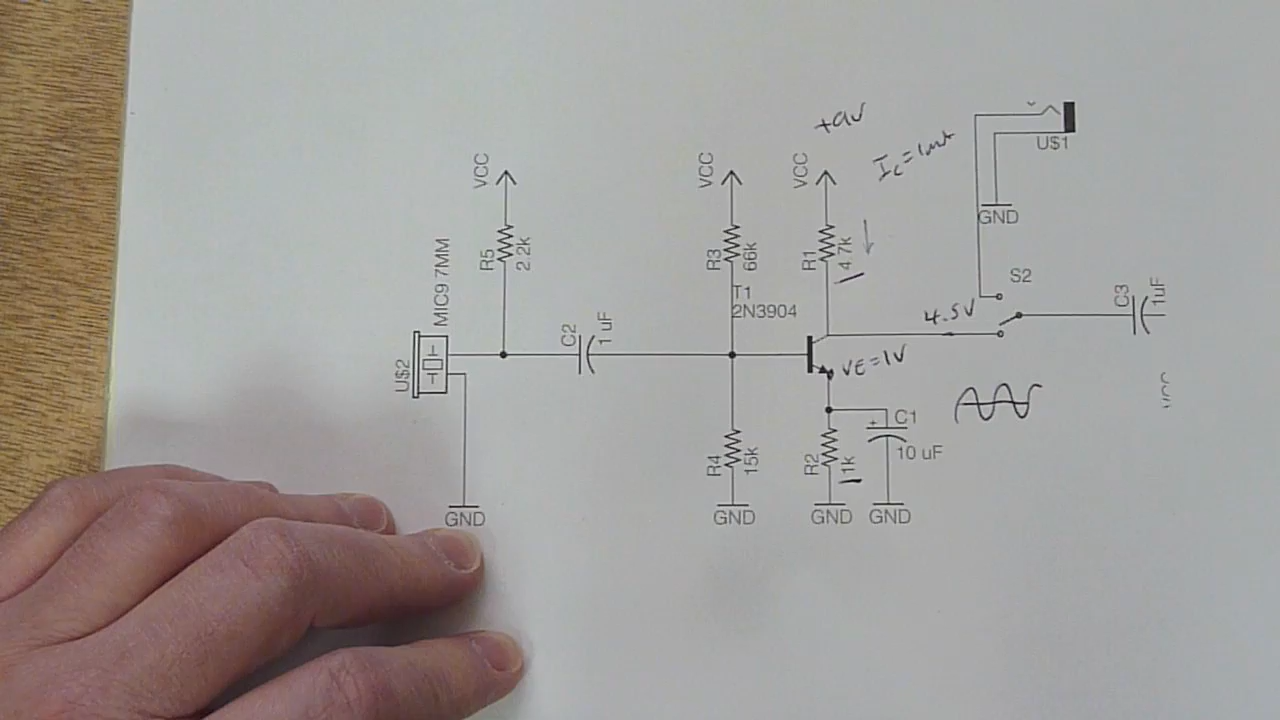 +9V
IC=1mA
U$1
VCC
VCC
VCC
GND
MIC9 7MM
R5
2.2k
R3
66k
R1
4.7k
S2
C3
1uF
T1
2N3904
4.5V
C2
1 uF
U$2
VE=1V
C1
+
10 uF
R4
15k
R2
1k
GND
GND
GND
GND